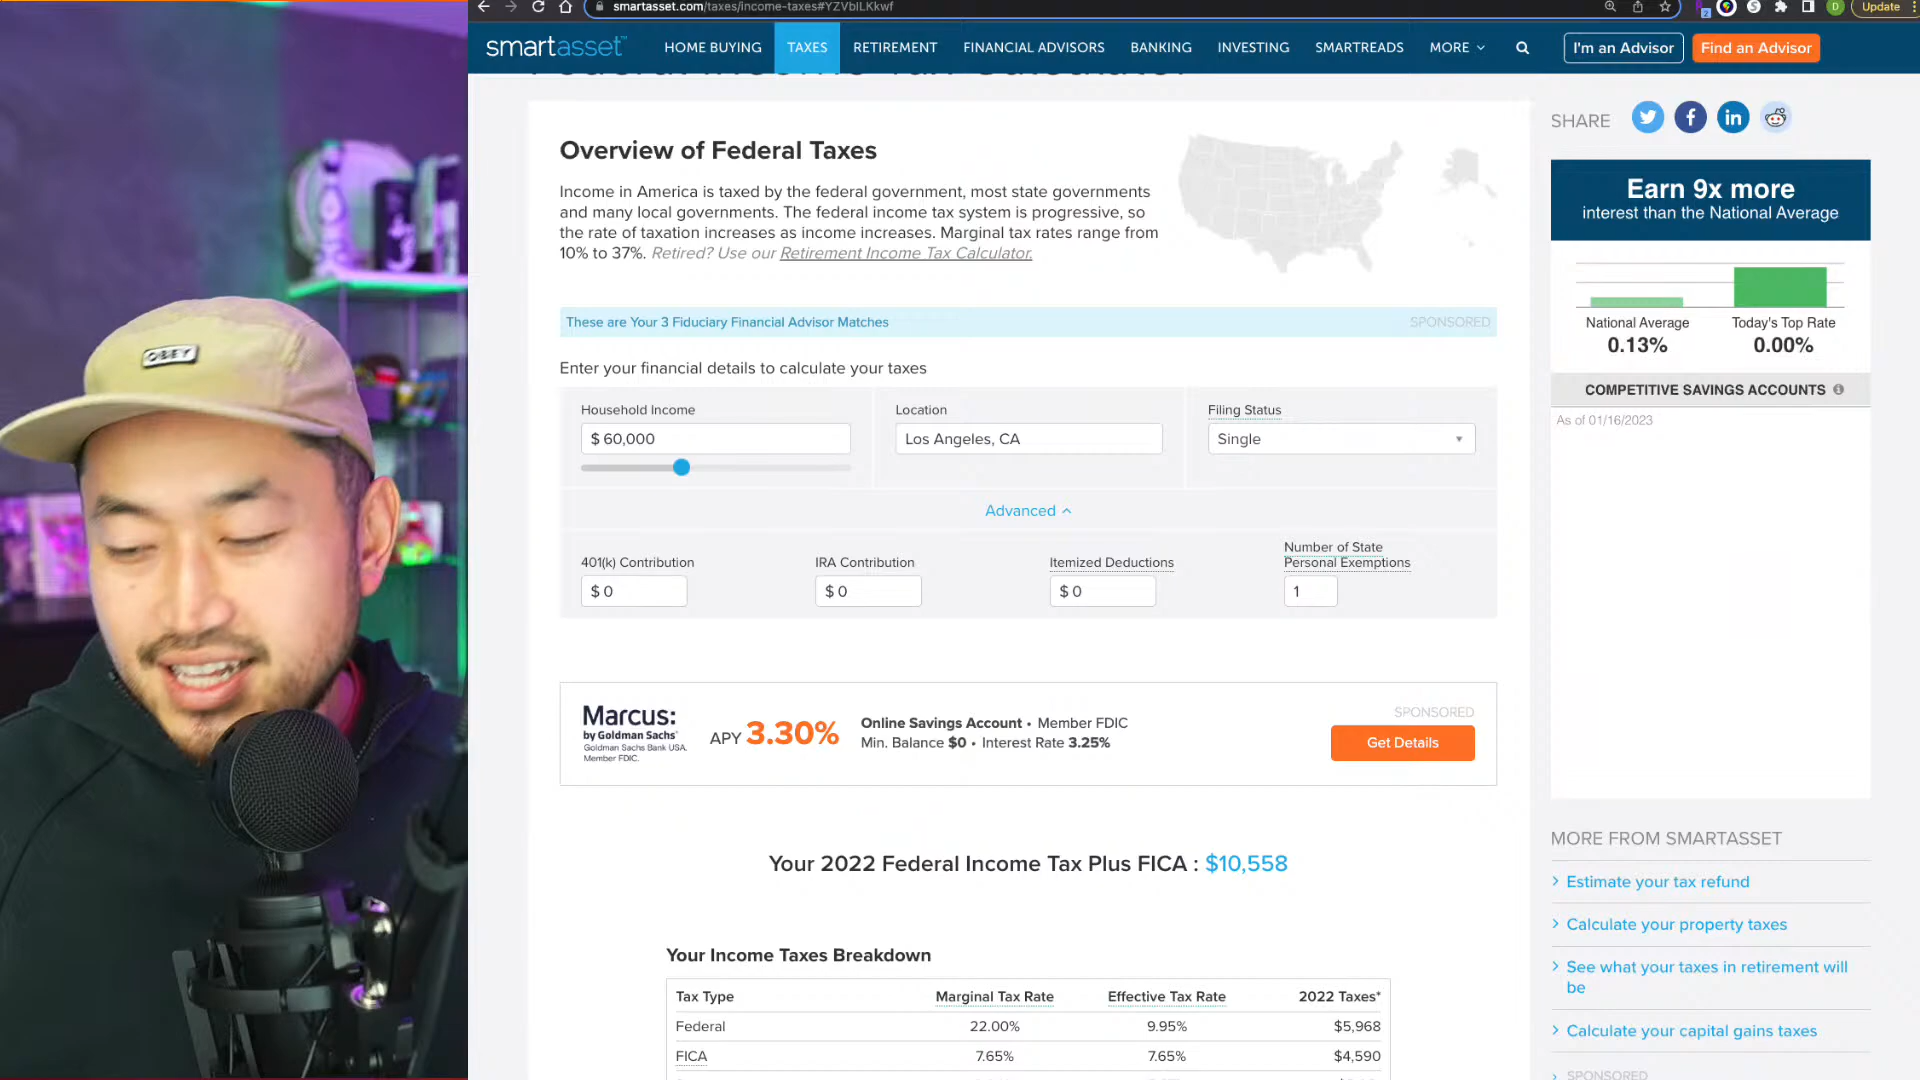 smartasset.com/taxes/income-taxes#YZVbILKkwf
Update
smartasset
HOME BUYING
TAXES
RETIREMENT
FINANCIAL ADVISORS
BANKING
INVESTING
SMARTREADS
MORE
I'm an Advisor
Find an Advisor
Overview of Federal Taxes
Income in America is taxed by the federal government, most state governments
and many local governments. The federal income tax system is progressive, so
the rate of taxation increases as income increases. Marginal tax rates range from
10% to 37%. Retired? Use our Retirement Income Tax Calculator.
These are Your 3 Fiduciary Financial Advisor Matches
SPONSORED
Enter your financial details to calculate your taxes
Household Income
$ 60,000
Location
Los Angeles, CA
Filing Status
Single
Advanced
401(k) Contribution
$ 0
IRA Contribution
$ 0
Itemized Deductions
$ 0
Number of State
Personal Exemptions
1
Marcus:
by Goldman Sachs®
Goldman Sachs Bank USA.
Member FDIC.
APY 3.30%
Online Savings Account • Member FDIC
Min. Balance $0 • Interest Rate 3.25%
SPONSORED
Get Details
Your 2022 Federal Income Tax Plus FICA : $10,558
Your Income Taxes Breakdown
Tax Type Marginal Tax Rate Effective Tax Rate 2022 Taxes*
Federal 22.00% 9.95% $5,968
FICA 7.65% 7.65% $4,590
SHARE
Earn 9x more
interest than the National Average
National Average
0.13%
Today's Top Rate
0.00%
COMPETITIVE SAVINGS ACCOUNTS
As of 01/16/2023
MORE FROM SMARTASSET
Estimate your tax refund
Calculate your property taxes
See what your taxes in retirement will
be
Calculate your capital gains taxes
SPONSORED
OBEY